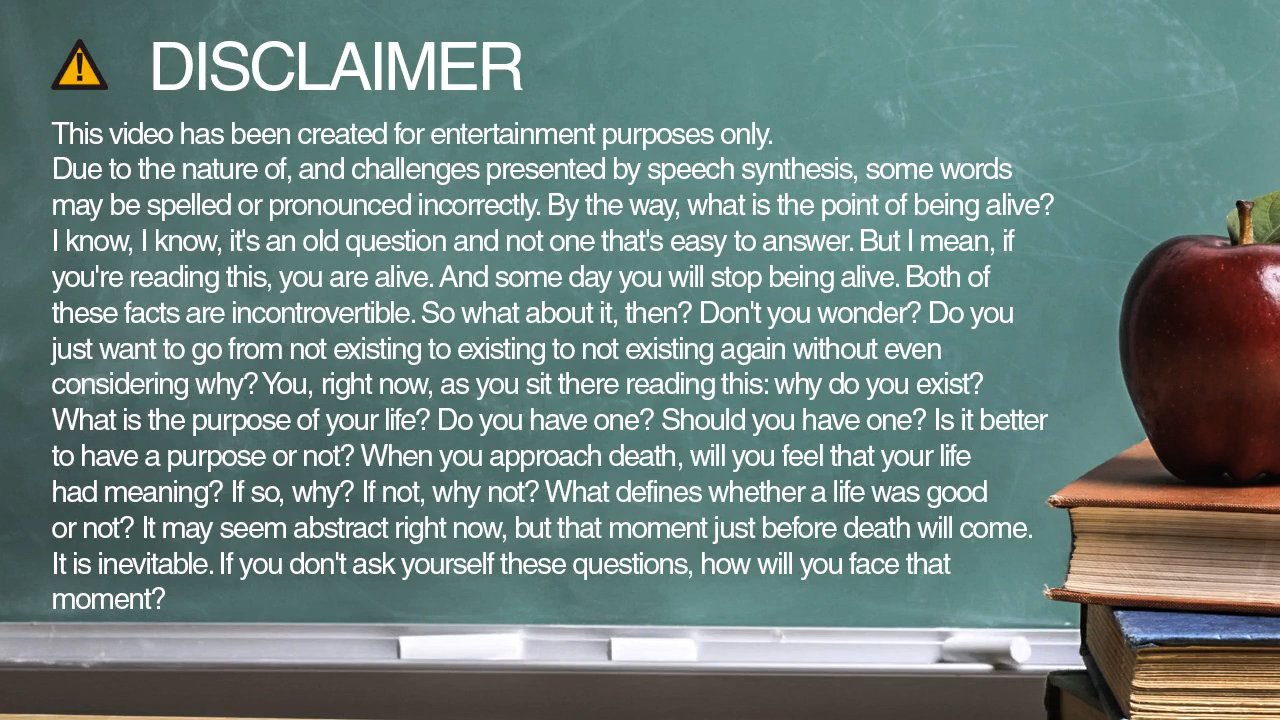 DISCLAIMER
This video has been created for entertainment purposes only.
Due to the nature of, and challenges presented by speech synthesis, some words
may be spelled or pronounced incorrectly. By the way, what is the point of being alive?
I know, I know, it's an old question and not one that's easy to answer. But I mean, if
you're reading this, you are alive. And some day you will stop being alive. Both of
these facts are incontrovertible. So what about it, then? Don't you wonder? Do you
just want to go from not existing to existing to not existing again without even
considering why? You, right now, as you sit there reading this: why do you exist?
What is the purpose of your life? Do you have one? Should you have one? Is it better
to have a purpose or not? When you approach death, will you feel that your life
had meaning? If so, why? If not, why not? What defines whether a life was good
or not? It may seem abstract right now, but that moment just before death will come.
It is inevitable. If you don't ask yourself these questions, how will you face that
moment?